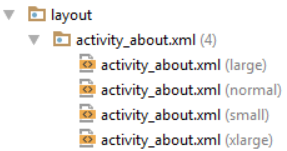 layout
activity_about.xml (4)
activity_about.xml (large)
activity_about.xml (normal)
activity_about.xml (small)
activity_about.xml (xlarge)